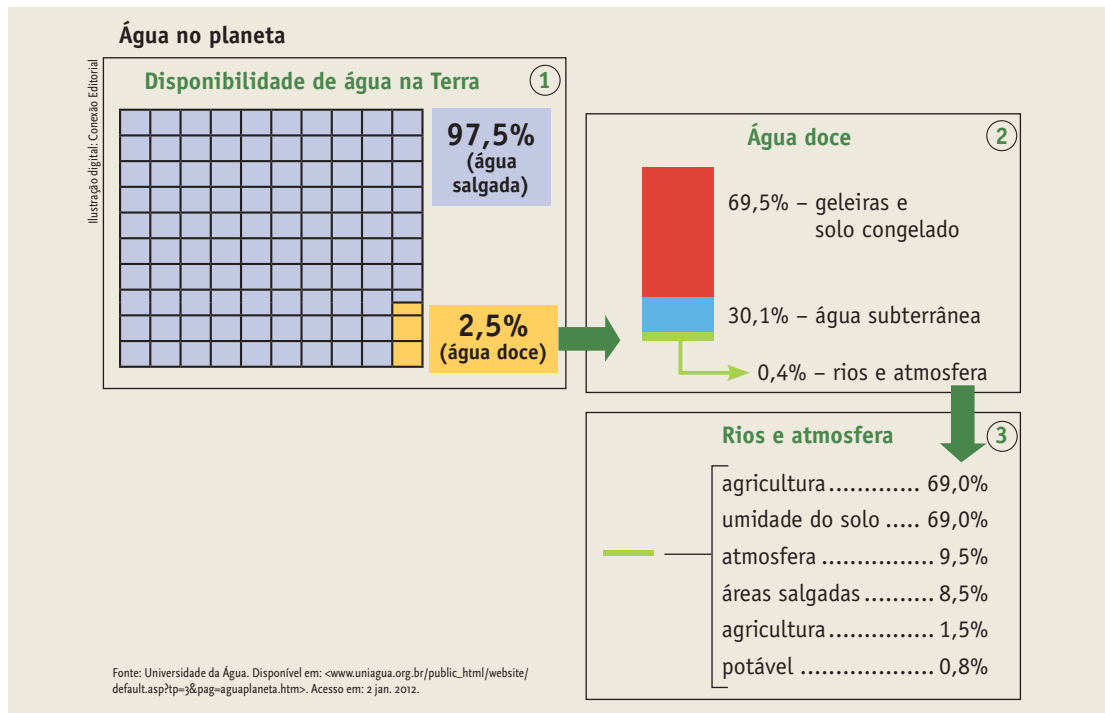 Água no planeta
Ilustração digital: Conexão Editorial
Disponibilidade de água na Terra
1
97,5%
(água
salgada)
2,5%
(água doce)
Água doce
2
69,5% – geleiras e
solo congelado
30,1% – água subterrânea
0,4% – rios e atmosfera
Rios e atmosfera
3
agricultura ............. 69,0%
umidade do solo ..... 69,0%
atmosfera ................ 9,5%
áreas salgadas .......... 8,5%
agricultura ............... 1,5%
potável .................... 0,8%
Fonte: Universidade da Água. Disponível em: <www.uniagua.org.br/public_html/website/
default.asp?tp=3&pag=aguaplaneta.htm>. Acesso em: 2 jan. 2012.